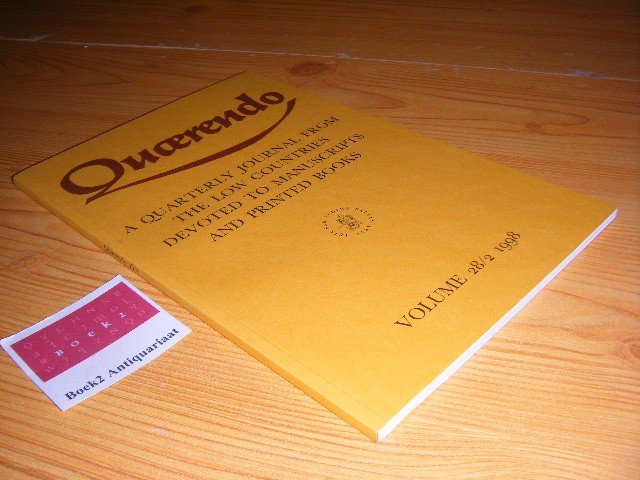 Quærendo
A QUARTERLY JOURNAL FROM
THE LOW COUNTRIES
DEVOTED TO MANUSCRIPTS
AND PRINTED BOOKS
VOLUME 28/2 1998
BOEK2
Boek2 Antiquariaat